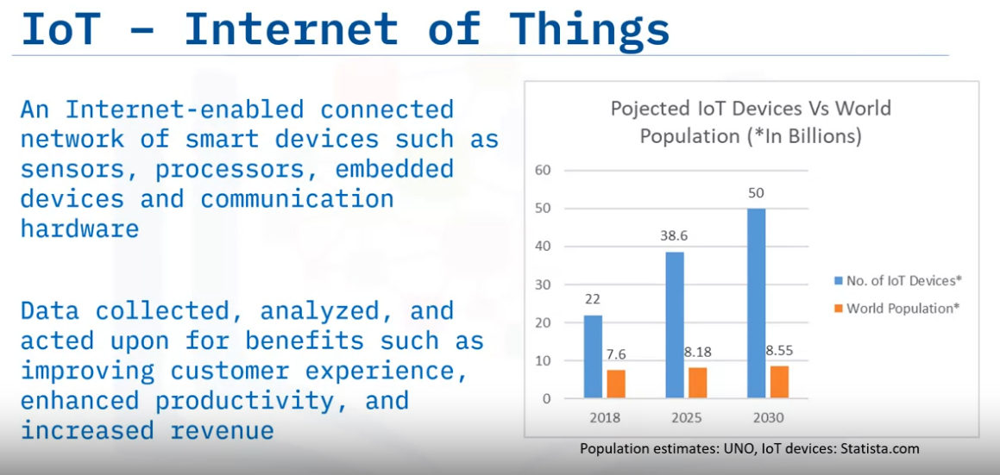 IoT – Internet of Things
An Internet-enabled connected
network of smart devices such as
sensors, processors, embedded
devices and communication
hardware
Data collected, analyzed, and
acted upon for benefits such as
improving customer experience,
enhanced productivity, and
increased revenue
Pojected IoT Devices Vs World
Population (*In Billions)
60
50
40
30
20
10
0
22
7.6
38.6
8.18
50
8.55
2018
2025
2030
No. of IoT Devices*
World Population*
Population estimates: UNO, IoT devices: Statista.com